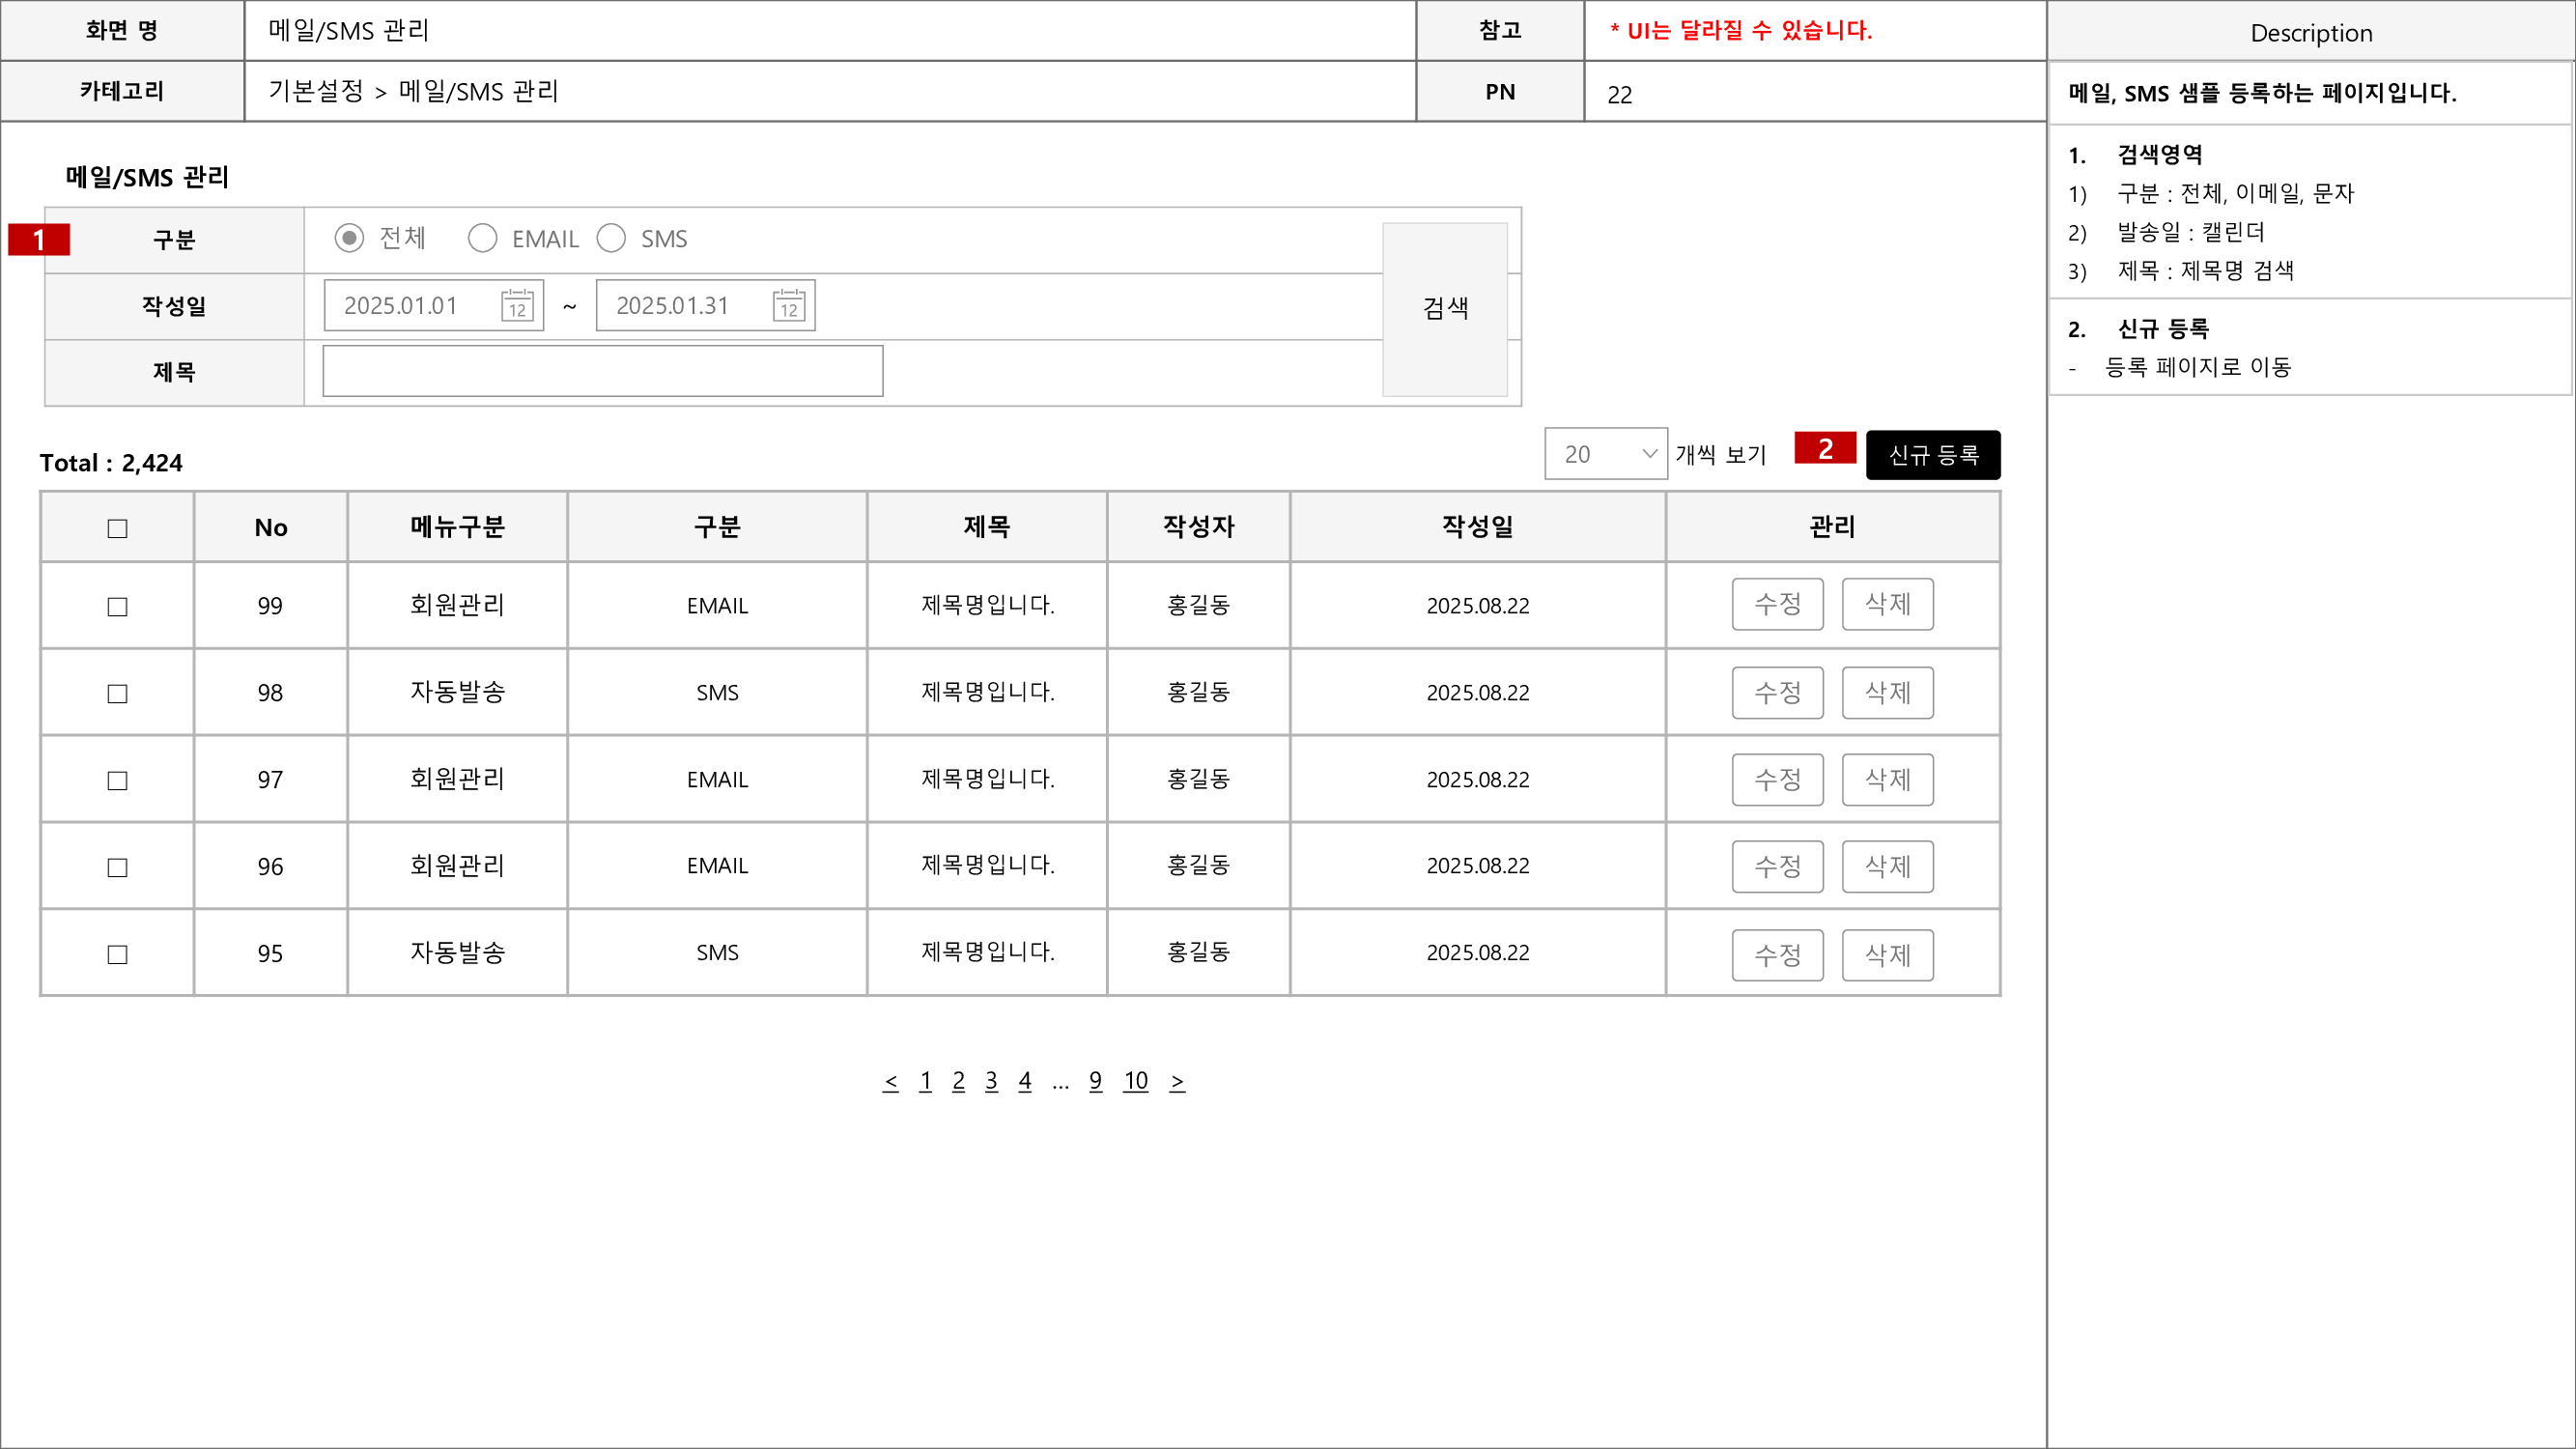 화면 명 메일/SMS 관리 참고 * UI는 달라질 수 있습니다. Description
카테고리 기본설정 > 메일/SMS 관리 PN 22
메일, SMS 샘플 등록하는 페이지입니다.
1. 검색영역
1) 구분 : 전체, 이메일, 문자
2) 발송일 : 캘린더
3) 제목 : 제목명 검색
2. 신규 등록
- 등록 페이지로 이동
메일/SMS 관리
1 구분 전체 EMAIL SMS
작성일 2025.01.01 12 ~ 2025.01.31 12 검색
제목
Total : 2,424 20 개씩 보기 2 신규 등록
No 메뉴구분 구분 제목 작성자 작성일 관리
99 회원관리 EMAIL 제목명입니다. 홍길동 2025.08.22 수정 삭제
98 자동발송 SMS 제목명입니다. 홍길동 2025.08.22 수정 삭제
97 회원관리 EMAIL 제목명입니다. 홍길동 2025.08.22 수정 삭제
96 회원관리 EMAIL 제목명입니다. 홍길동 2025.08.22 수정 삭제
95 자동발송 SMS 제목명입니다. 홍길동 2025.08.22 수정 삭제
< 1 2 3 4 ... 9 10 >